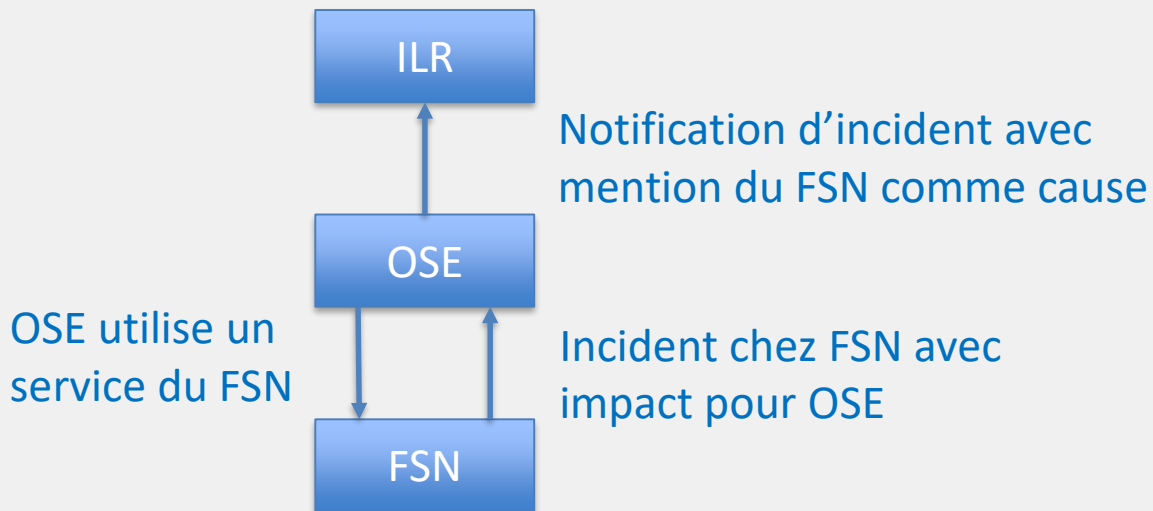 ILR
Notification d’incident avec
mention du FSN comme cause
OSE
OSE utilise un
service du FSN
Incident chez FSN avec
impact pour OSE
FSN